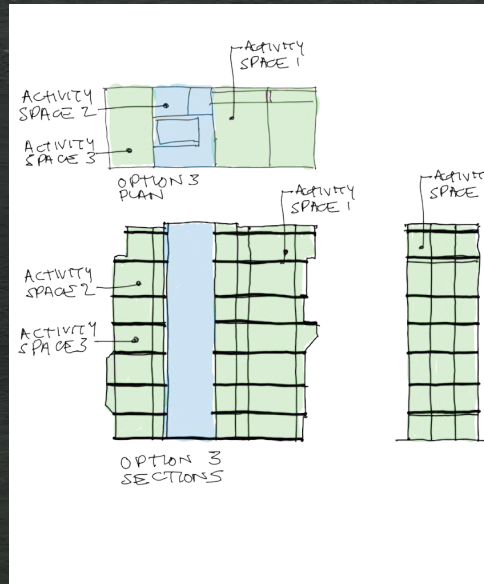 ACTIVITY
SPACE 1
ACTIVITY
SPACE 2
ACTIVITY
SPACE 3
OPTION 3
PLAN
ACTIVITY
SPACE 1
ACTIVITY
SPACE 2
ACTIVITY
SPACE 3
OPTION 3
SECTIONS
ACTIVIT
SPACE